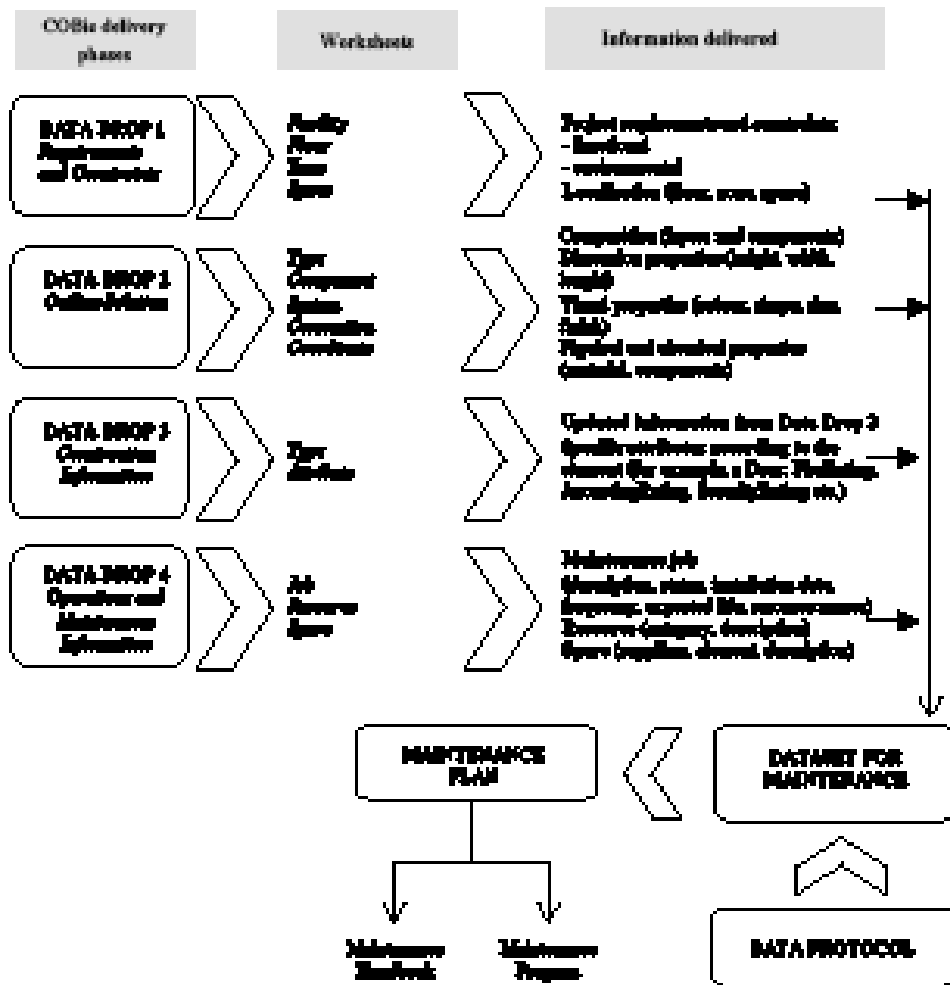 COBie delivery
phases
Worksheets
Information delivered
DATA DROP 1
Requirements
and Constraints
Facility
Floor
Zone
Space
Project requirements and constraints:
- functional
- environmental
Localisation (floor, zone, space)
DATA DROP 2
Outline Solution
Type
Component
System
Connection
Coordinate
Composition (layers and components)
Dimension properties (height, width,
length)
Visual properties (colour, shape, size,
finish)
Physical and chemical properties
(material, components)
DATA DROP 3
Construction
Information
Type
Attribute
Updated Information from Data Drop 2
Specific attributes according to the
element (for example, a Door: FireRating,
AcousticRating, SecurityRating etc.)
DATA DROP 4
Operations and
Maintenance
Information
Job
Resource
Spare
Maintenance job
(description, status, installation date,
frequency, expected life,
Resource (category, description)
Spare (suppliers, element, description)
MAINTENANCE
PLAN
DATASET FOR
MAINTENANCE
Maintenance
Handbook
Maintenance
Program
DATA PROTOCOL